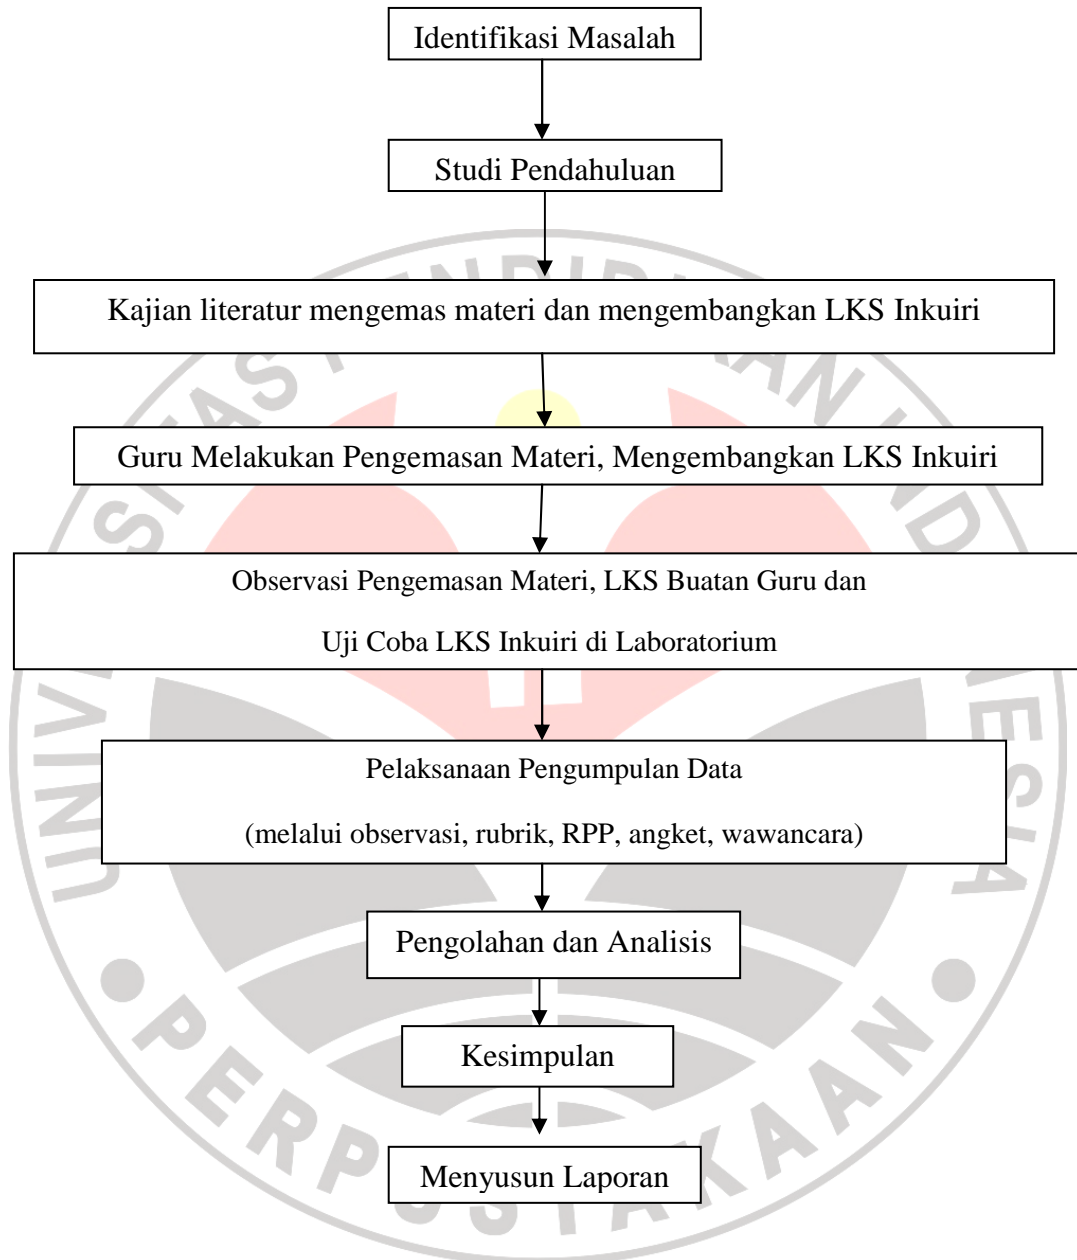 Identifikasi Masalah
Studi Pendahuluan
Kajian literatur mengemas materi dan mengembangkan LKS Inkuiri
Guru Melakukan Pengemasan Materi, Mengembangkan LKS Inkuiri
Observasi Pengemasan Materi, LKS Buatan Guru dan
Uji Coba LKS Inkuiri di Laboratorium
Pelaksanaan Pengumpulan Data
(melalui observasi, rubrik, RPP, angket, wawancara)
Pengolahan dan Analisis
Kesimpulan
Menyusun Laporan
PERPUSTAKAAN